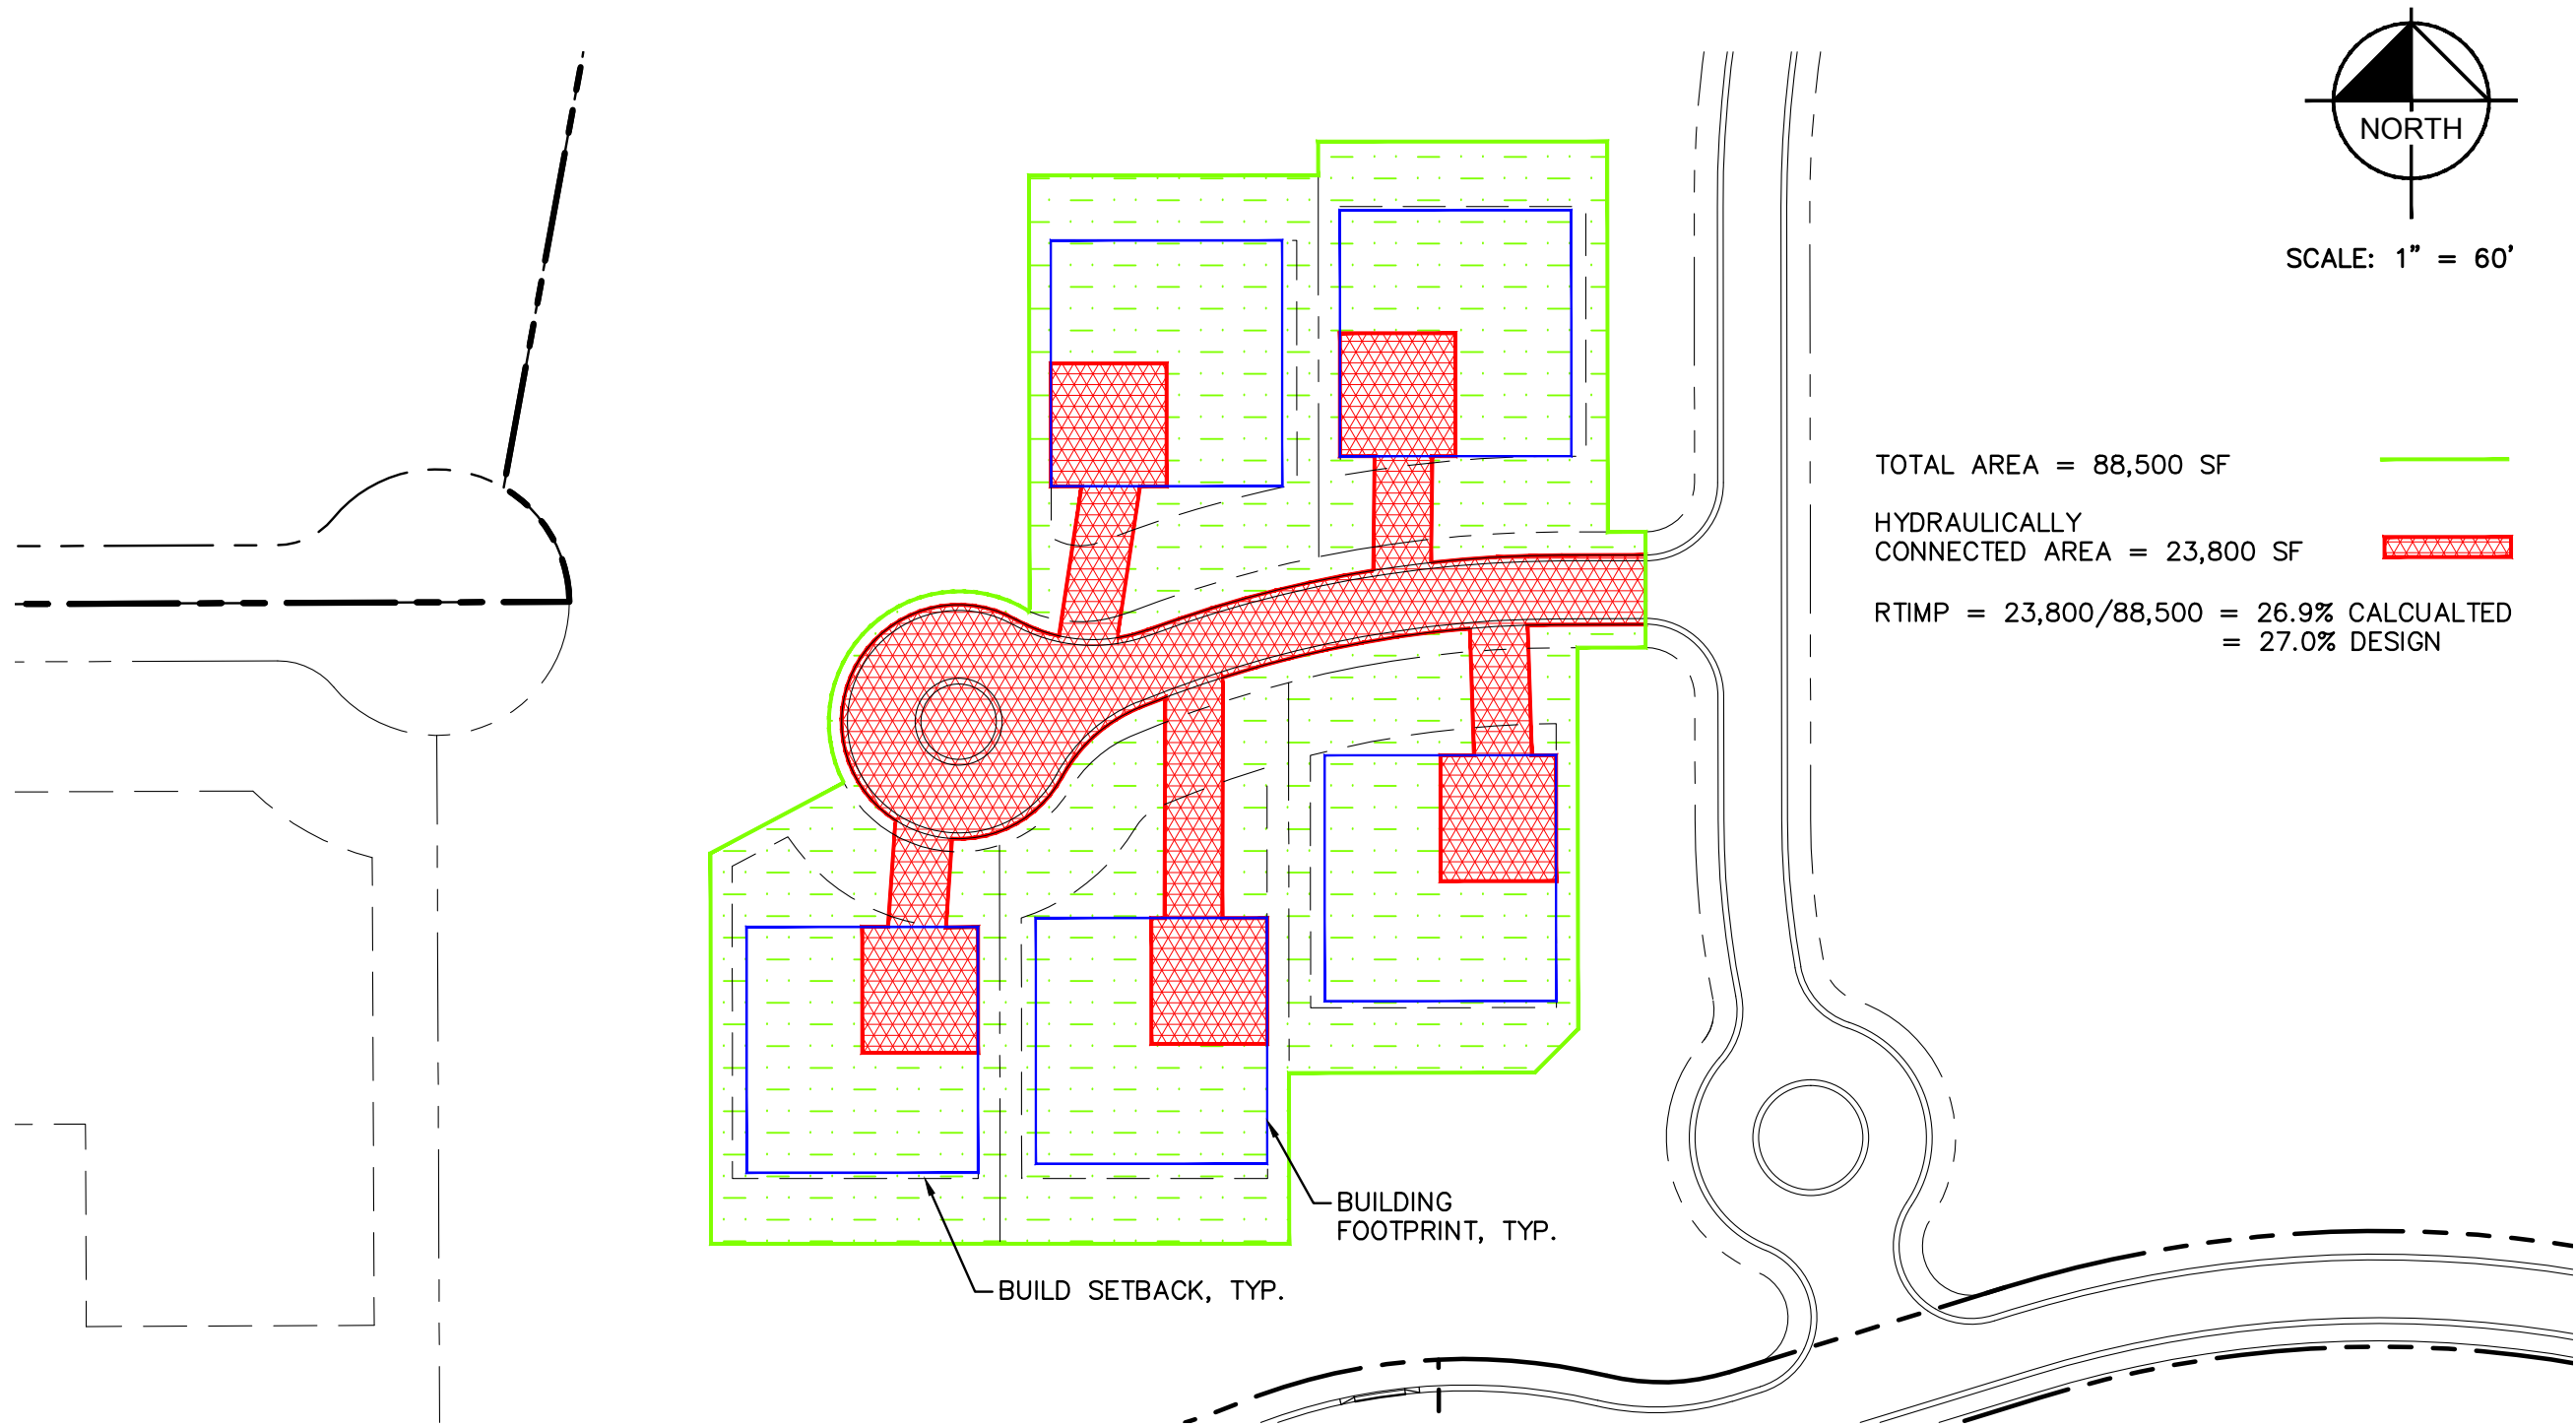 NORTH
SCALE: 1" = 60'
TOTAL AREA = 88,500 SF
HYDRAULICALLY
CONNECTED AREA = 23,800 SF
RTIMP = 23,800/88,500 = 26.9% CALCUALTED
= 27.0% DESIGN
BUILDING
FOOTPRINT, TYP.
BUILD SETBACK, TYP.